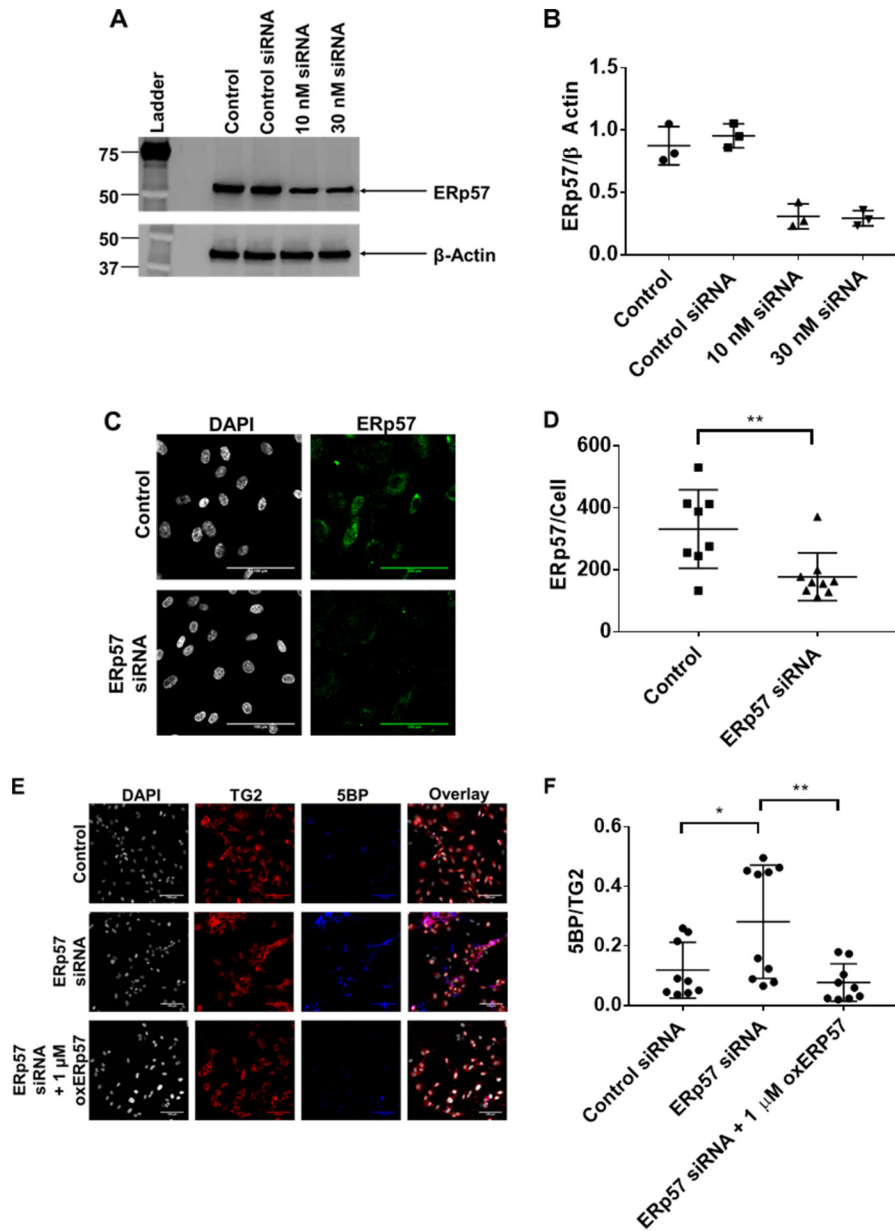 A
Ladder
Control
Control siRNA
10 nM siRNA
30 nM siRNA
75
50
ERp57
50
37
β-Actin
B
ERp57/β Actin
1.5
1.0
0.5
0.0
Control
Control siRNA
10 nM siRNA
30 nM siRNA
C
DAPI
ERp57
Control
ERp57
siRNA
100 µm
D
**
ERp57/Cell
600
400
200
0
Control
ERp57 siRNA
E
DAPI
TG2
5BP
Overlay
Control
ERp57
siRNA
ERp57
siRNA
+ 1 µM
oxERp57
F
*
**
5BP/TG2
0.6
0.4
0.2
0.0
Control siRNA
ERp57 siRNA
ERp57 siRNA + 1 µM oxERP57